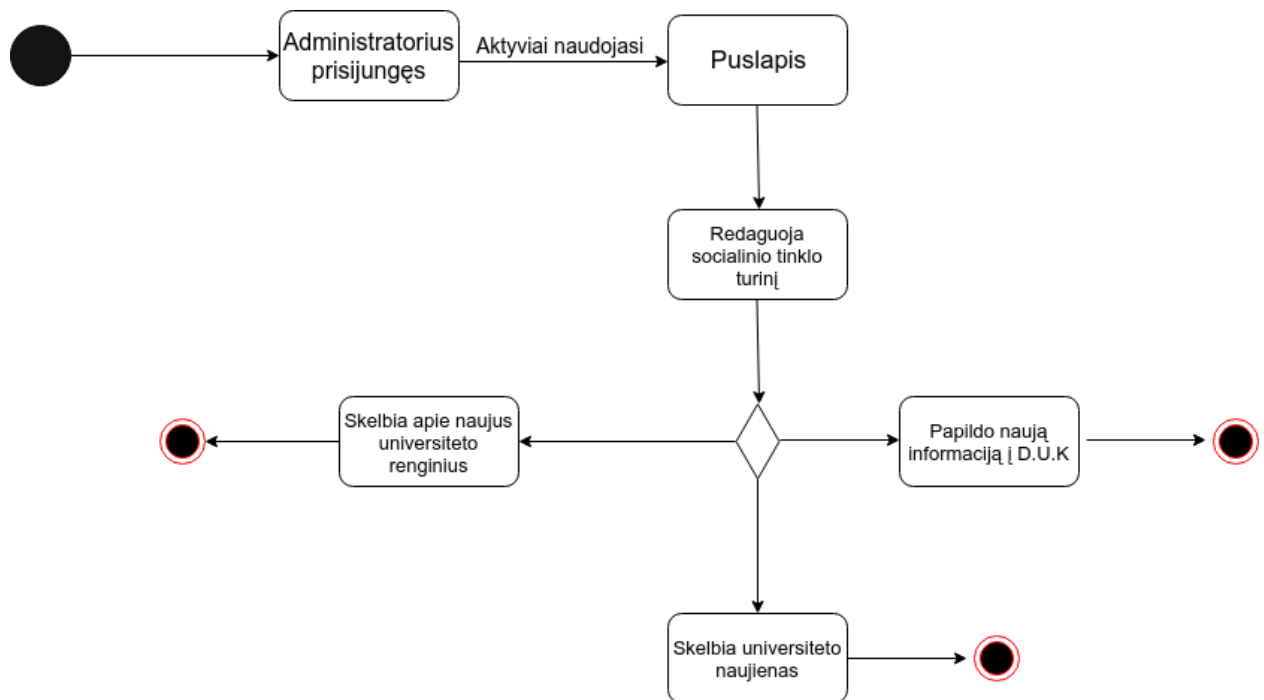 Administratorius
prisijungęs
Aktyviai naudojasi
Puslapis
Redaguoja
socialinio tinklo
turinį
Skelbia apie naujus
universiteto
renginius
Papildo naują
informaciją į D.U.K
Skelbia universiteto
naujienas